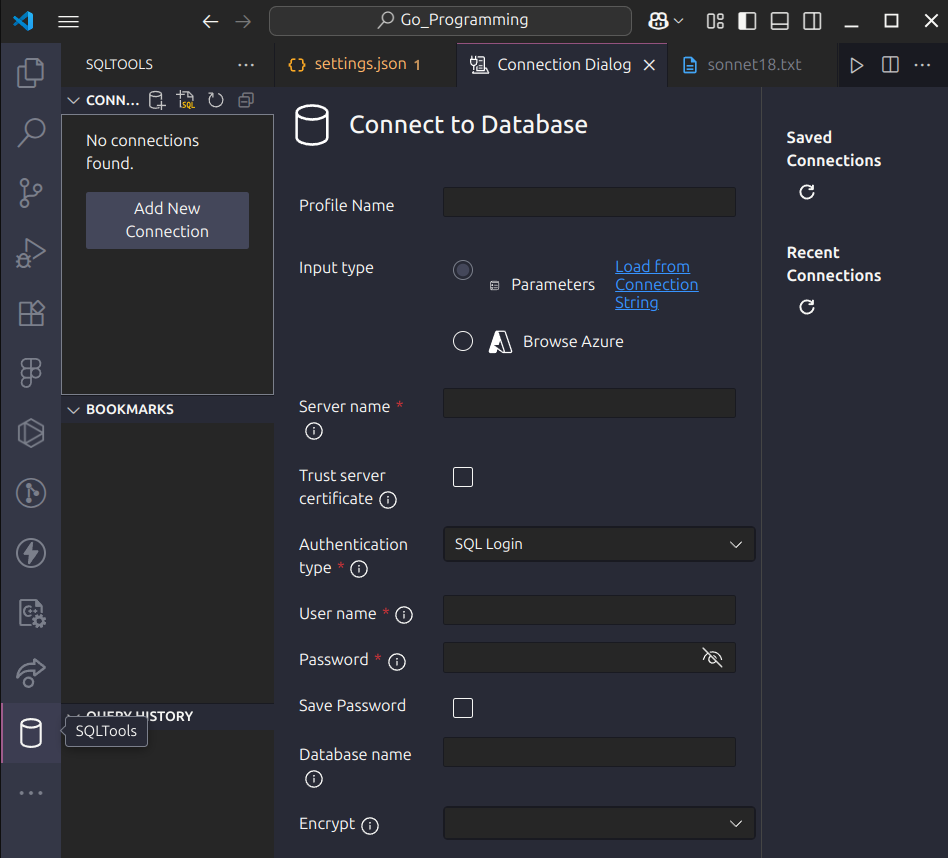 Go_Programming
SQLTOOLS
settings.json 1
Connection Dialog
sonnet18.txt
CONN...
SQL
No connections
found.
Add New
Connection
BOOKMARKS
QUERY HISTORY
SQLTools
Connect to Database
Profile Name
Input type
Parameters
Load from
Connection
String
Browse Azure
Server name *
Trust server
certificate
Authentication
type *
SQL Login
User name *
Password *
Save Password
Database name
Encrypt
Saved
Connections
Recent
Connections